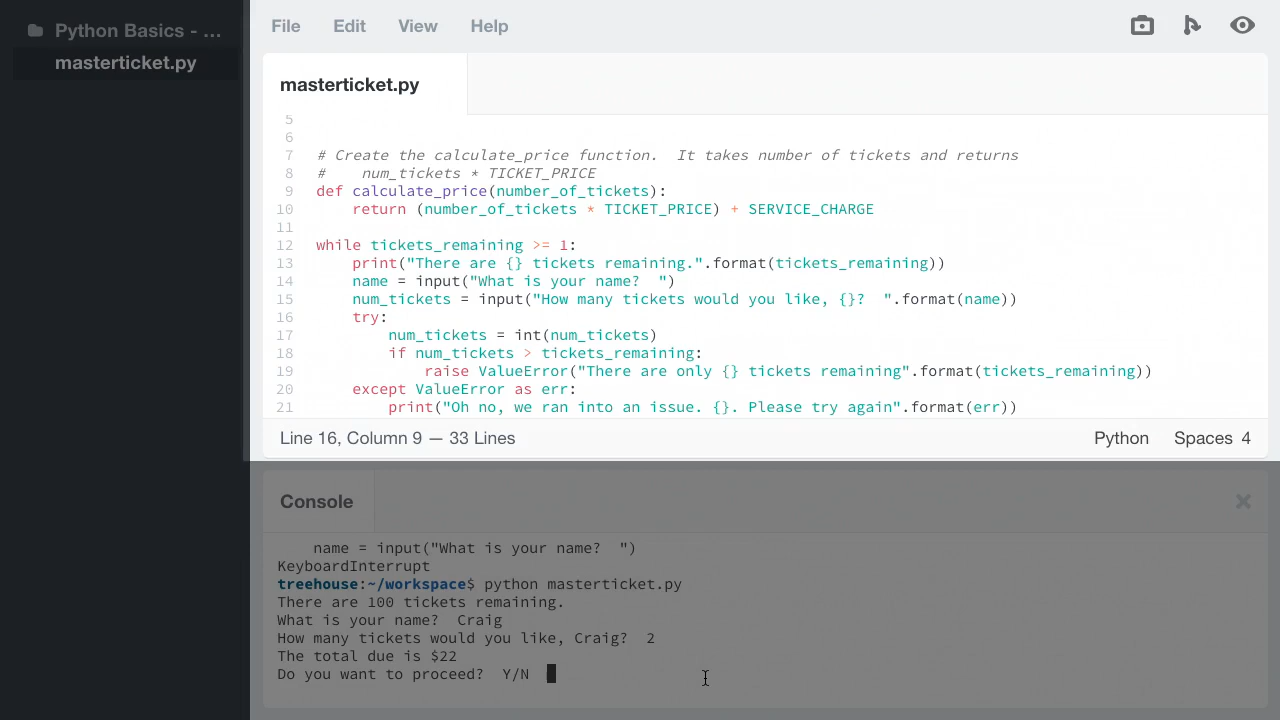 Python Basics - ...
masterticket.py
File Edit View Help
masterticket.py
5
6
7 # Create the calculate_price function.  It takes number of tickets and returns
8 #    num_tickets * TICKET_PRICE
9 def calculate_price(number_of_tickets):
10     return (number_of_tickets * TICKET_PRICE) + SERVICE_CHARGE
11
12 while tickets_remaining >= 1:
13     print("There are {} tickets remaining.".format(tickets_remaining))
14     name = input("What is your name?  ")
15     num_tickets = input("How many tickets would you like, {}?  ".format(name))
16     try:
17         num_tickets = int(num_tickets)
18         if num_tickets > tickets_remaining:
19             raise ValueError("There are only {} tickets remaining".format(tickets_remaining))
20     except ValueError as err:
21         print("Oh no, we ran into an issue. {}. Please try again".format(err))
Line 16, Column 9 — 33 Lines Python Spaces 4
Console
    name = input("What is your name?  ")
KeyboardInterrupt
treehouse:~/workspace$ python masterticket.py
There are 100 tickets remaining.
What is your name?  Craig
How many tickets would you like, Craig?  2
The total due is $22
Do you want to proceed?  Y/N